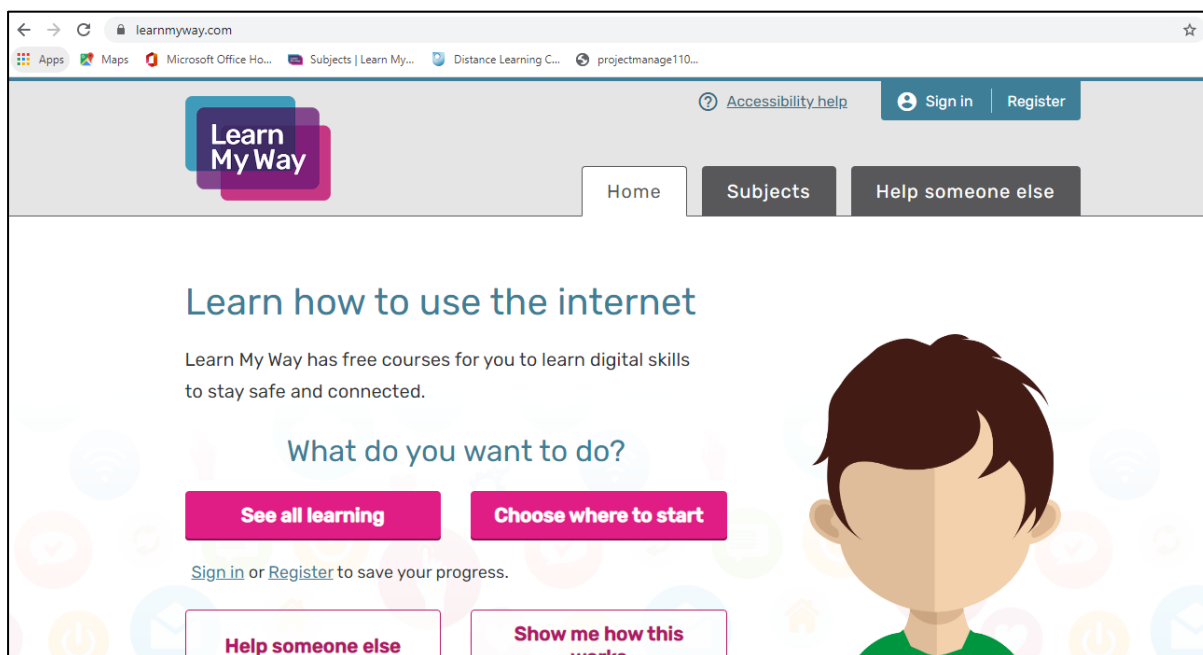 learnmyway.com
Apps Maps Microsoft Office Ho... Subjects | Learn My... Distance Learning C... projectmanage110...
Accessibility help Sign in Register
Learn
My Way
Home Subjects Help someone else
Learn how to use the internet
Learn My Way has free courses for you to learn digital skills
to stay safe and connected.
What do you want to do?
See all learning Choose where to start
Sign in or Register to save your progress.
Help someone else Show me how this
works